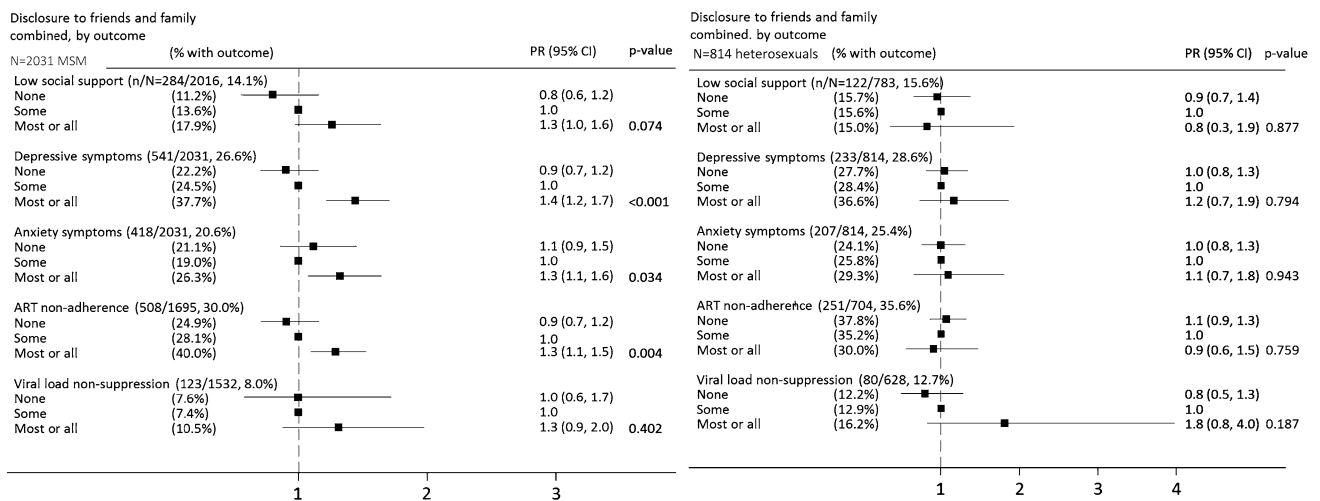 Disclosure to friends and family
combined, by outcome
N=2031 MSM (% with outcome) PR (95% CI) p-value
Low social support (n/N=284/2016, 14.1%)
None (11.2%) 0.8 (0.6, 1.2)
Some (13.6%) 1.0
Most or all (17.9%) 1.3 (1.0, 1.6) 0.074
Depressive symptoms (541/2031, 26.6%)
None (22.2%) 0.9 (0.7, 1.2)
Some (24.5%) 1.0
Most or all (37.7%) 1.4 (1.2, 1.7) <0.001
Anxiety symptoms (418/2031, 20.6%)
None (21.1%) 1.1 (0.9, 1.5)
Some (19.0%) 1.0
Most or all (26.3%) 1.3 (1.1, 1.6) 0.034
ART non-adherence (508/1695, 30.0%)
None (24.9%) 0.9 (0.7, 1.2)
Some (28.1%) 1.0
Most or all (40.0%) 1.3 (1.1, 1.5) 0.004
Viral load non-suppression (123/1532, 8.0%)
None (7.6%) 1.0 (0.6, 1.7)
Some (7.4%) 1.0
Most or all (10.5%) 1.3 (0.9, 2.0) 0.402
1 2 3
Disclosure to friends and family
combined. by outcome
N=814 heterosexuals (% with outcome) PR (95% CI) p-value
Low social support (n/N=122/783, 15.6%)
None (15.7%) 0.9 (0.7, 1.4)
Some (15.6%) 1.0
Most or all (15.0%) 0.8 (0.3, 1.9) 0.877
Depressive symptoms (233/814, 28.6%)
None (27.7%) 1.0 (0.8, 1.3)
Some (28.4%) 1.0
Most or all (36.6%) 1.2 (0.7, 1.9) 0.794
Anxiety symptoms (207/814, 25.4%)
None (24.1%) 1.0 (0.8, 1.3)
Some (25.8%) 1.0
Most or all (29.3%) 1.1 (0.7, 1.8) 0.943
ART non-adherence (251/704, 35.6%)
None (37.8%) 1.1 (0.9, 1.3)
Some (35.2%) 1.0
Most or all (30.0%) 0.9 (0.6, 1.5) 0.759
Viral load non-suppression (80/628, 12.7%)
None (12.2%) 0.8 (0.5, 1.3)
Some (12.9%) 1.0
Most or all (16.2%) 1.8 (0.8, 4.0) 0.187
1 2 3 4